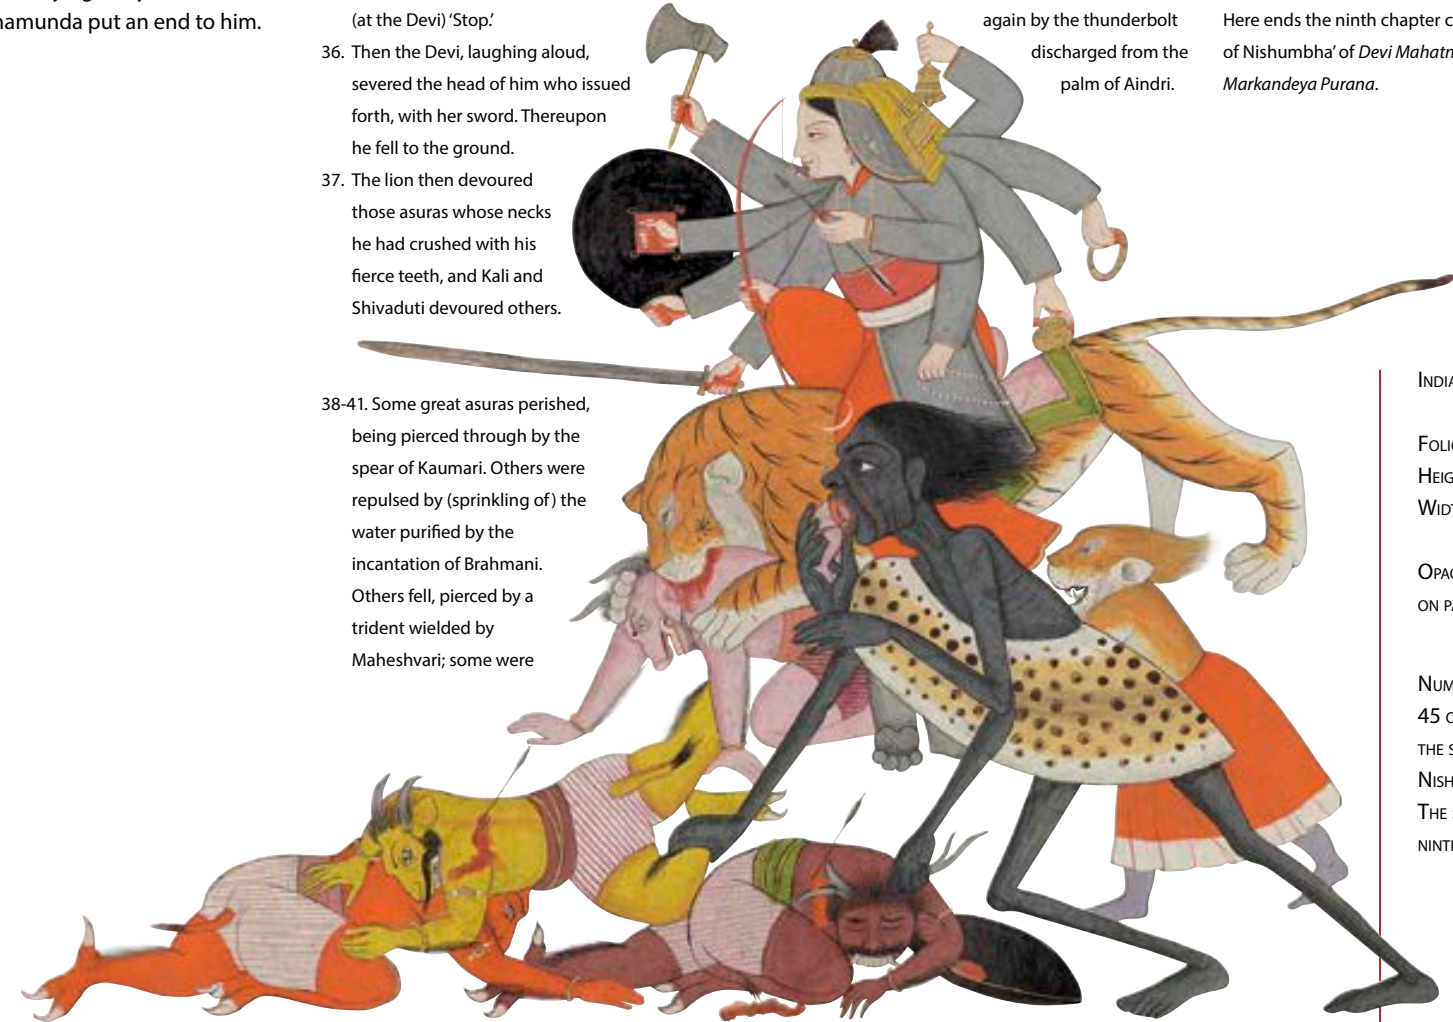 put an end to him.
(at the Devi) ‘Stop.’
36. Then the Devi, laughing aloud,
severed the head of him who issued
forth, with her sword. Thereupon
he fell to the ground.
37. The lion then devoured
those asuras whose necks
he had crushed with his
fierce teeth, and Kali and
Shivaduti devoured others.
38-41. Some great asuras perished,
being pierced through by the
spear of Kaumari. Others were
repulsed by (sprinkling of) the
water purified by the
incantation of Brahmani.
Others fell, pierced by a
trident wielded by
Maheshvari; some were
again by the thunderbolt
discharged from the
palm of Aindri.
Here ends the ninth chapter
of Nishumbha’ of Devi
Markandeya Purana.
45